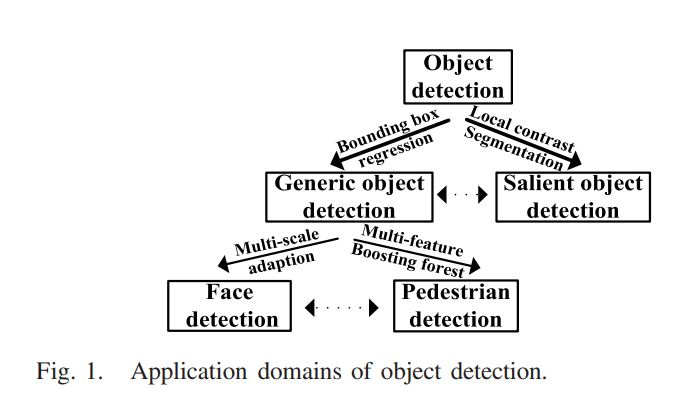 Object
detection
Bounding box
regression
Local contrast
Segmentation
Generic object
detection
Salient object
detection
Multi-scale
adaption
Multi-feature
Boosting forest
Face
detection
Pedestrian
detection
Fig. 1. Application domains of object detection.